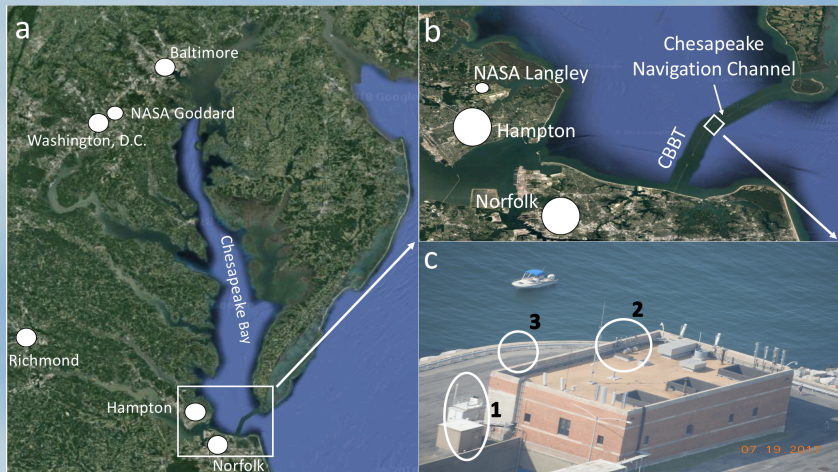 a
Baltimore
NASA Goddard
Washington, D.C.
Chesapeake Bay
Richmond
Hampton
Norfolk
b
Chesapeake
Navigation Channel
NASA Langley
Hampton
CBBT
Norfolk
c
3
2
1
07 19 2017